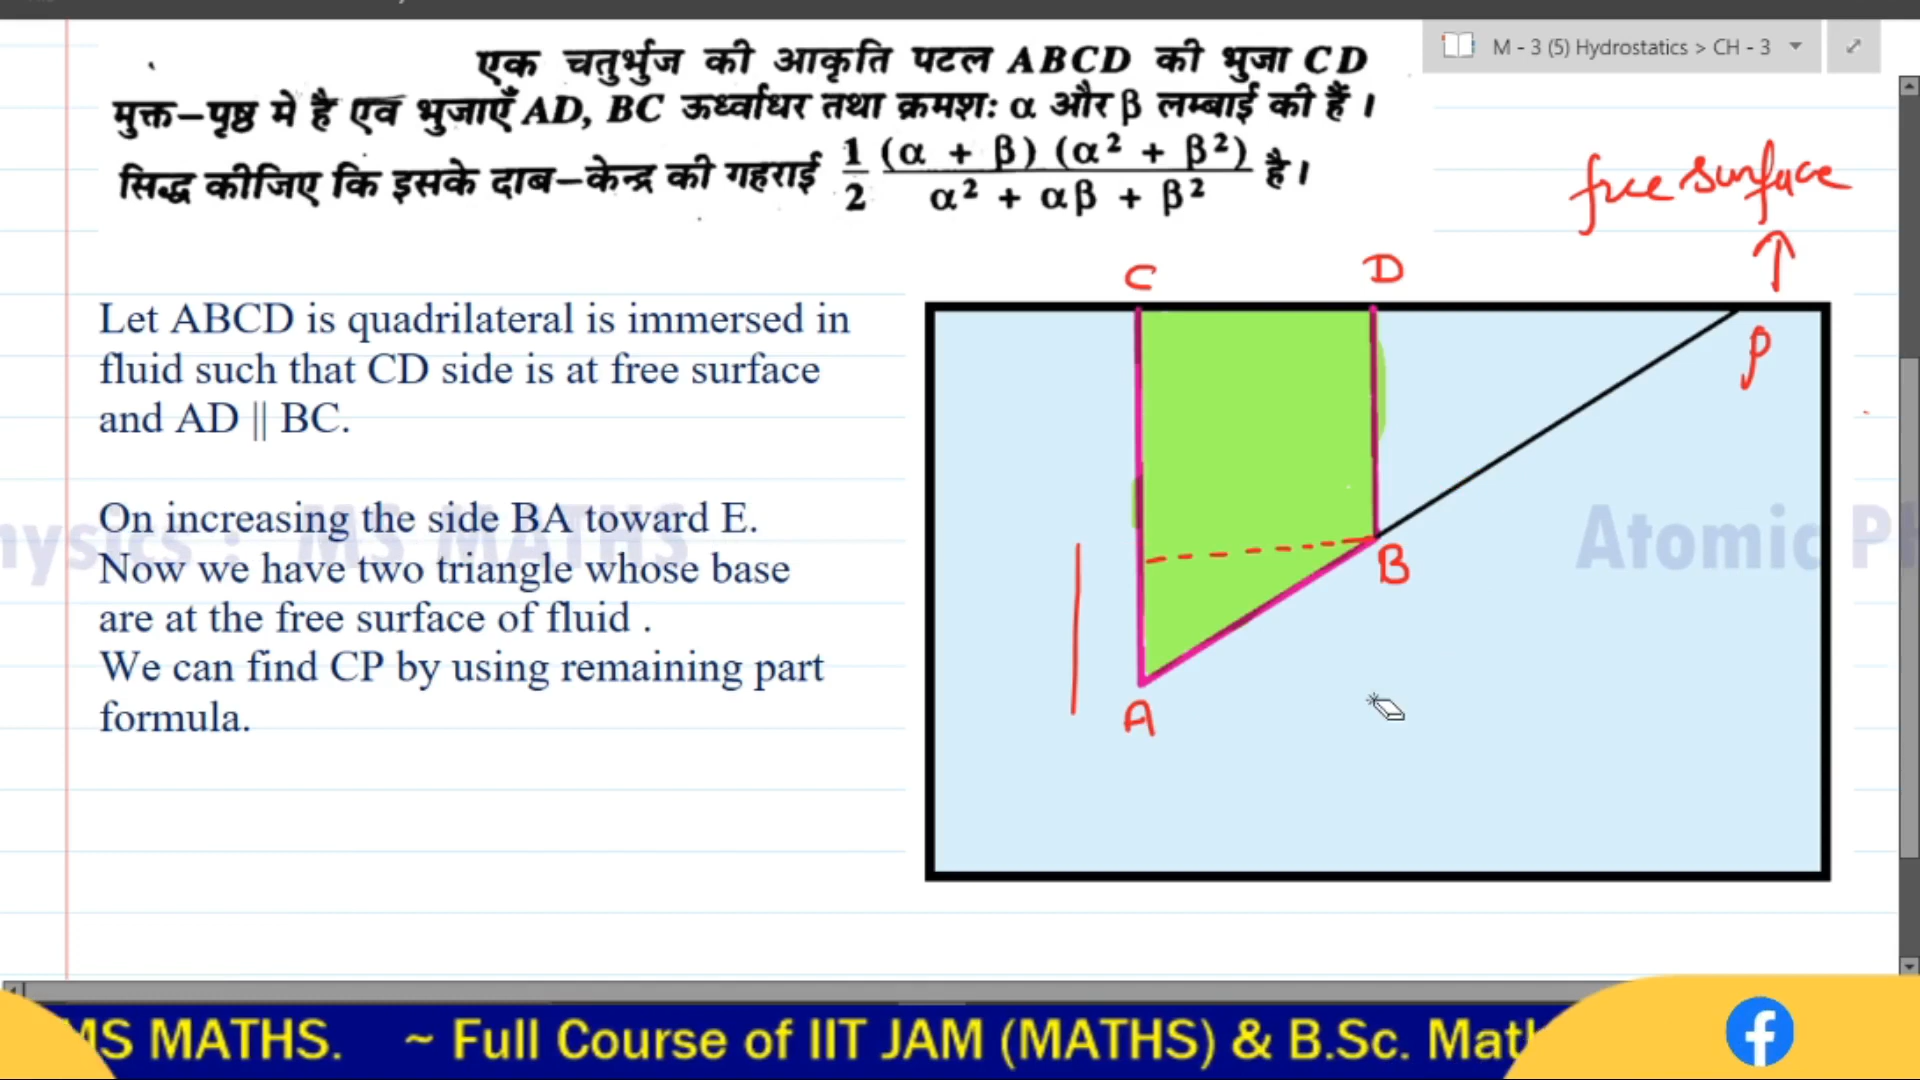 M - 3 (5) Hydrostatics > CH - 3
एक चतुर्भुज की आकृति पटल ABCD की भुजा CD
मुक्त-पृष्ठ मे है एव भुजाएँ AD, BC ऊर्ध्वाधर तथा क्रमश: α और β लम्बाई की हैं ।
सिद्ध कीजिए कि इसके दाब-केन्द्र की गहराई 1/2 (α + β) (α² + β²) / α² + αβ + β² है ।
free surface
↑
C D
P
Let ABCD is quadrilateral is immersed in
fluid such that CD side is at free surface
and AD || BC.
On increasing the side BA toward E.
Now we have two triangle whose base
are at the free surface of fluid .
We can find CP by using remaining part
formula.
B
A
hysics : MS MATHS
Atomic Ph
MS MATHS. ~ Full Course of IIT JAM (MATHS) & B.Sc. Mat
f